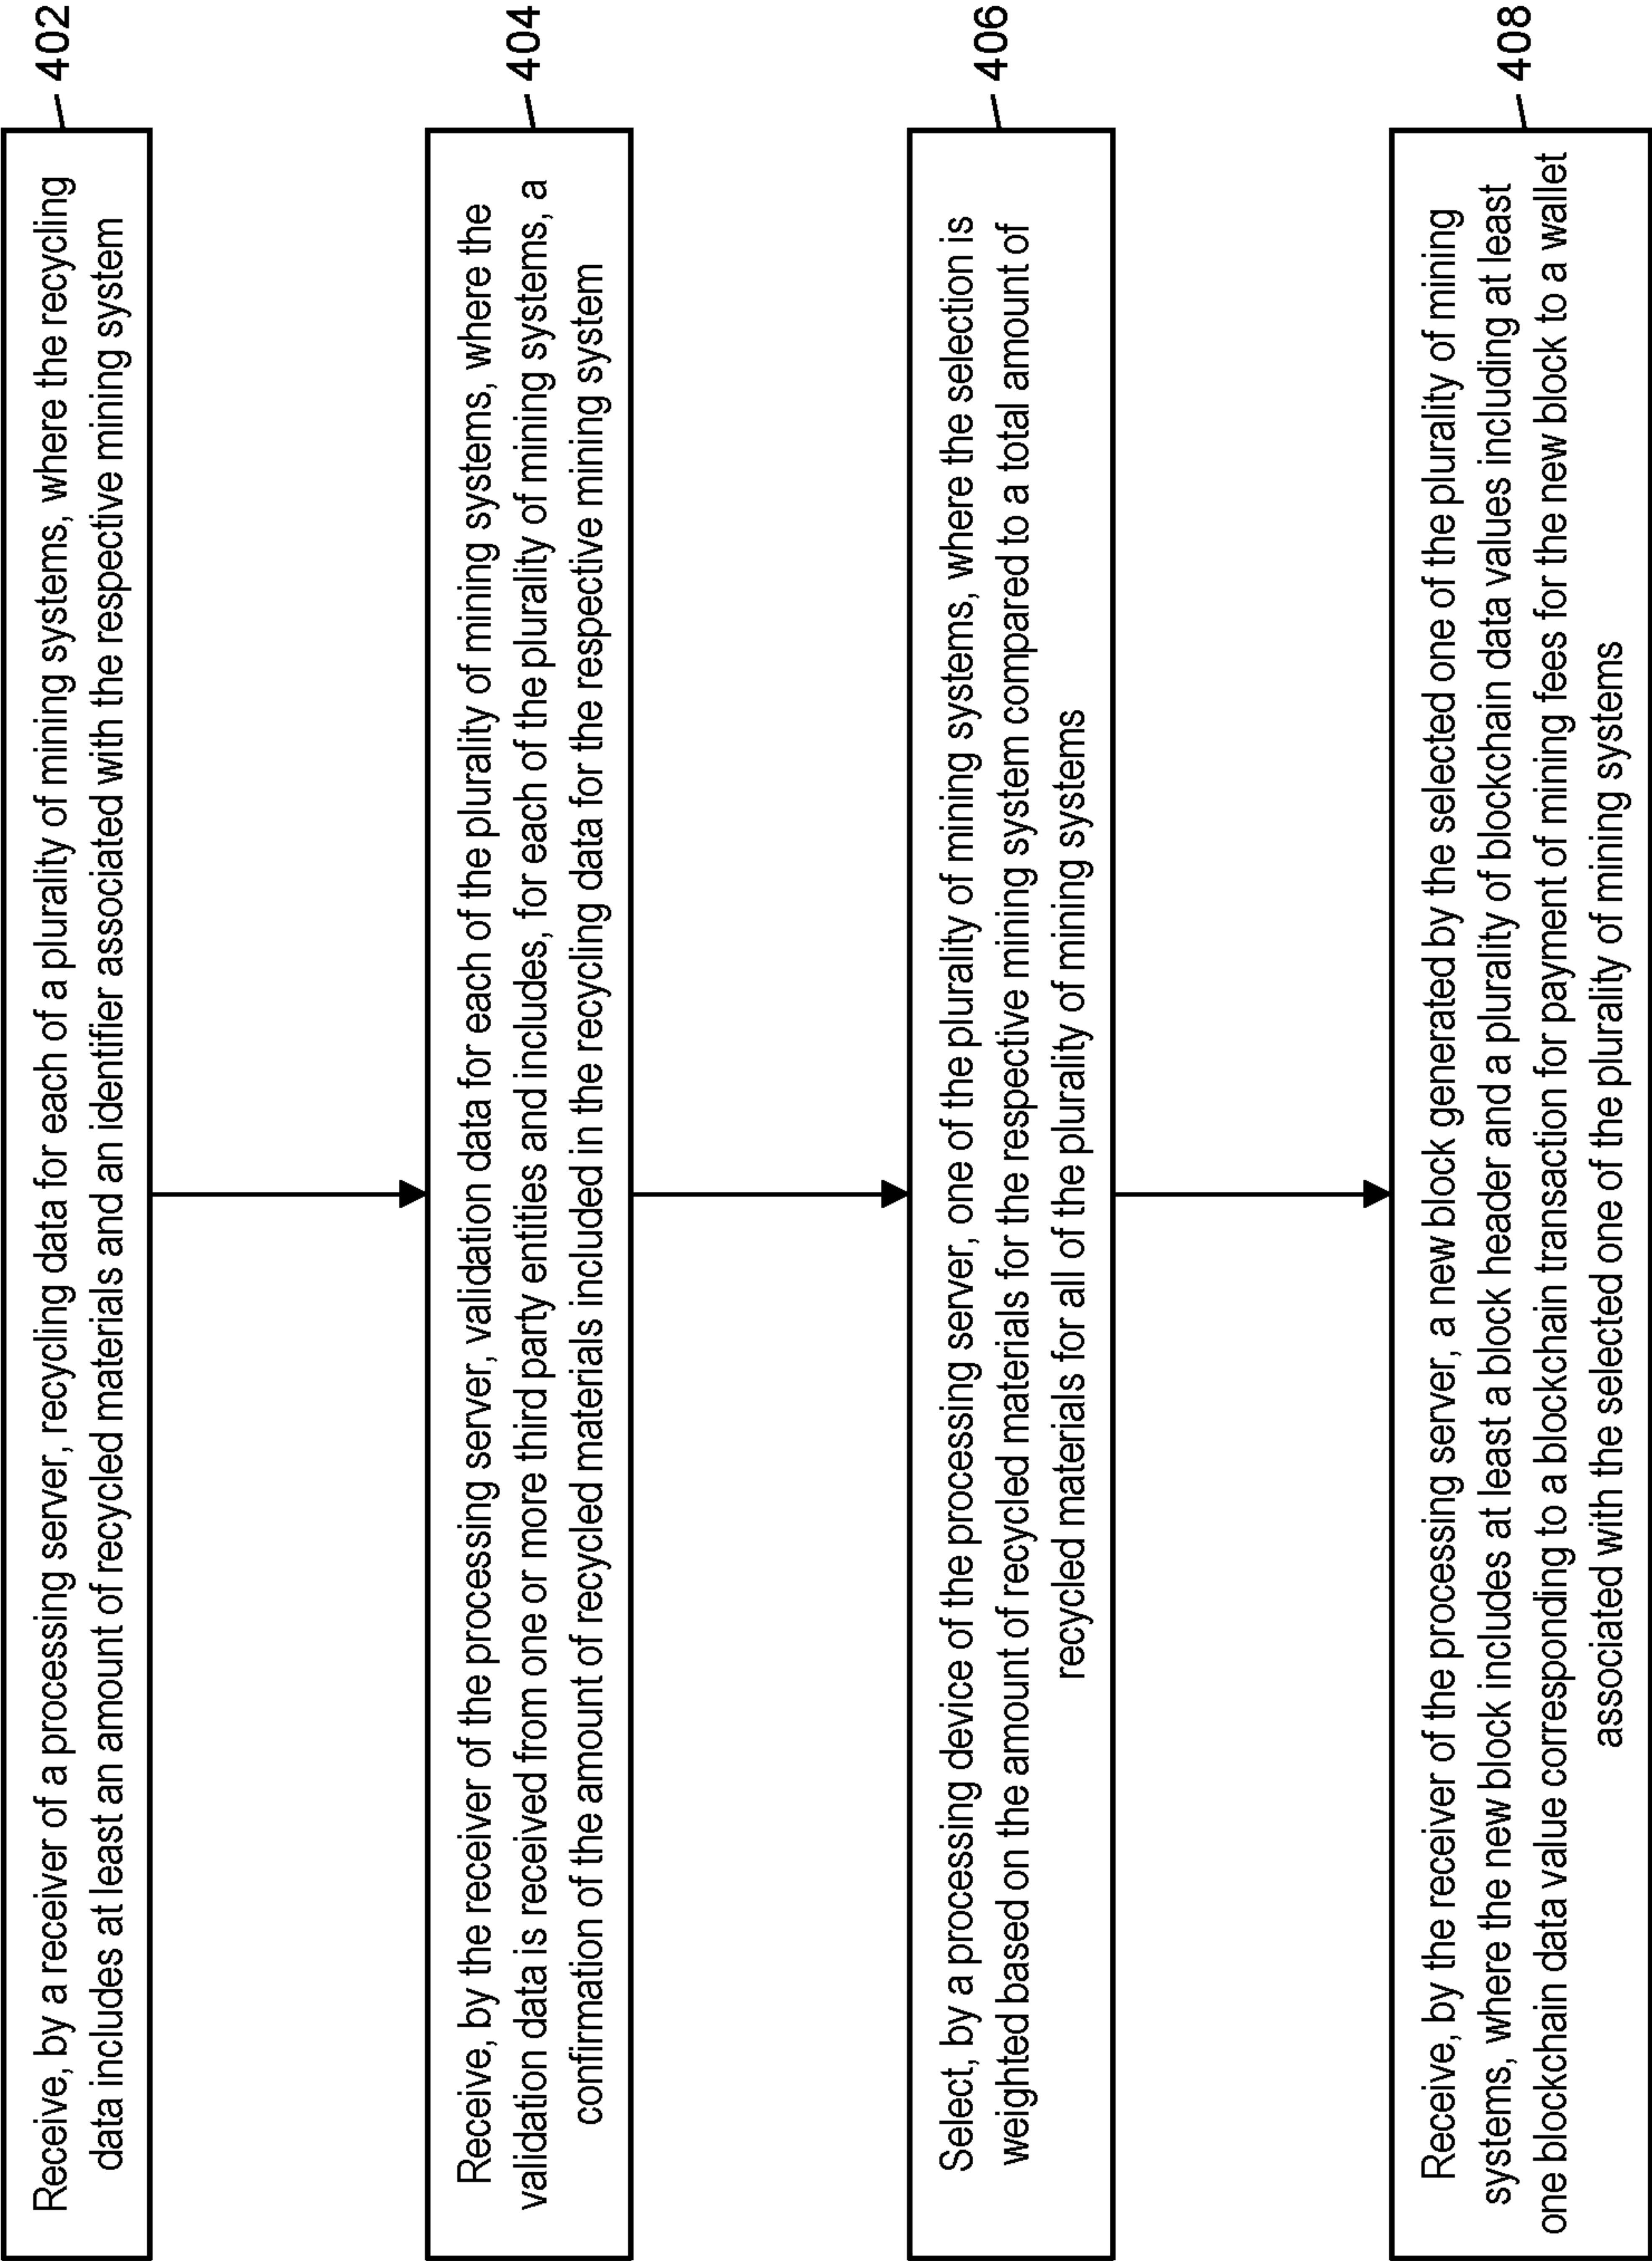 402
Receive, by a receiver of a processing server, recycling data for each of a plurality of mining systems, where the recycling
data includes at least an amount of recycled materials and an identifier associated with the respective mining system
404
Receive, by the receiver of the processing server, validation data for each of the plurality of mining systems, where the
validation data is received from one or more third party entities and includes, for each of the plurality of mining systems, a
confirmation of the amount of recycled materials included in the recycling data for the respective mining system
406
Select, by a processing device of the processing server, one of the plurality of mining systems, where the selection is
weighted based on the amount of recycled materials for the respective mining system compared to a total amount of
recycled materials for all of the plurality of mining systems
408
Receive, by the receiver of the processing server, a new block generated by the selected one of the plurality of mining
systems, where the new block includes at least a block header and a plurality of blockchain data values including at least
one blockchain data value corresponding to a blockchain transaction for payment of mining fees for the new block to a wallet
associated with the selected one of the plurality of mining systems